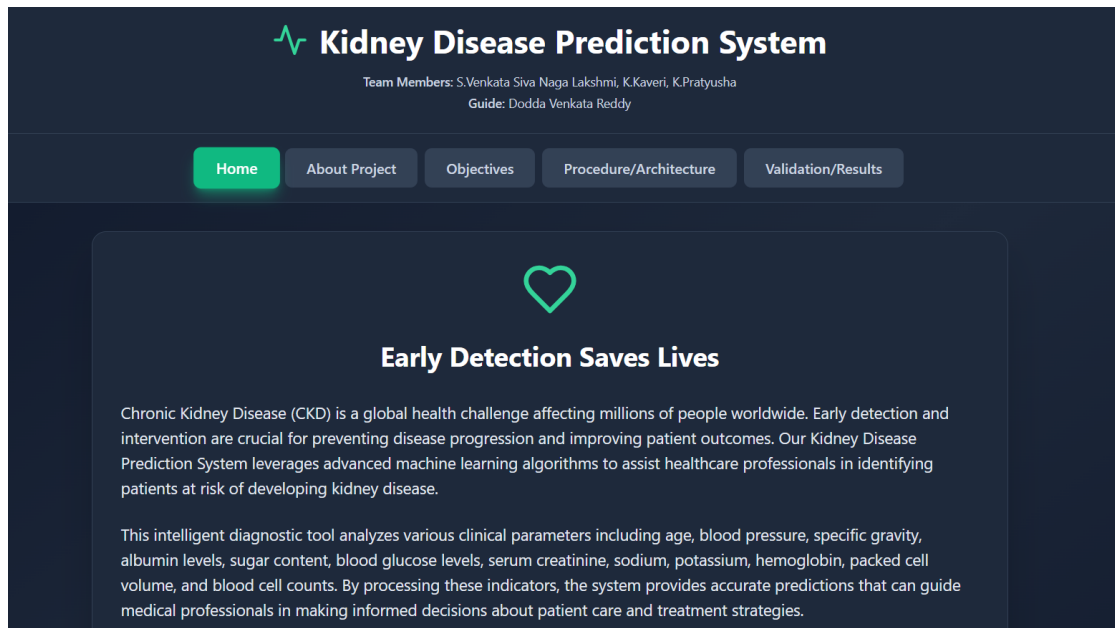 Kidney Disease Prediction System
Team Members: S.Venkata Siva Naga Lakshmi, K.Kaveri, K.Pratyusha
Guide: Dodda Venkata Reddy
Home
About Project
Objectives
Procedure/Architecture
Validation/Results
Early Detection Saves Lives
Chronic Kidney Disease (CKD) is a global health challenge affecting millions of people worldwide. Early detection and
intervention are crucial for preventing disease progression and improving patient outcomes. Our Kidney Disease
Prediction System leverages advanced machine learning algorithms to assist healthcare professionals in identifying
patients at risk of developing kidney disease.
This intelligent diagnostic tool analyzes various clinical parameters including age, blood pressure, specific gravity,
albumin levels, sugar content, blood glucose levels, serum creatinine, sodium, potassium, hemoglobin, packed cell
volume, and blood cell counts. By processing these indicators, the system provides accurate predictions that can guide
medical professionals in making informed decisions about patient care and treatment strategies.